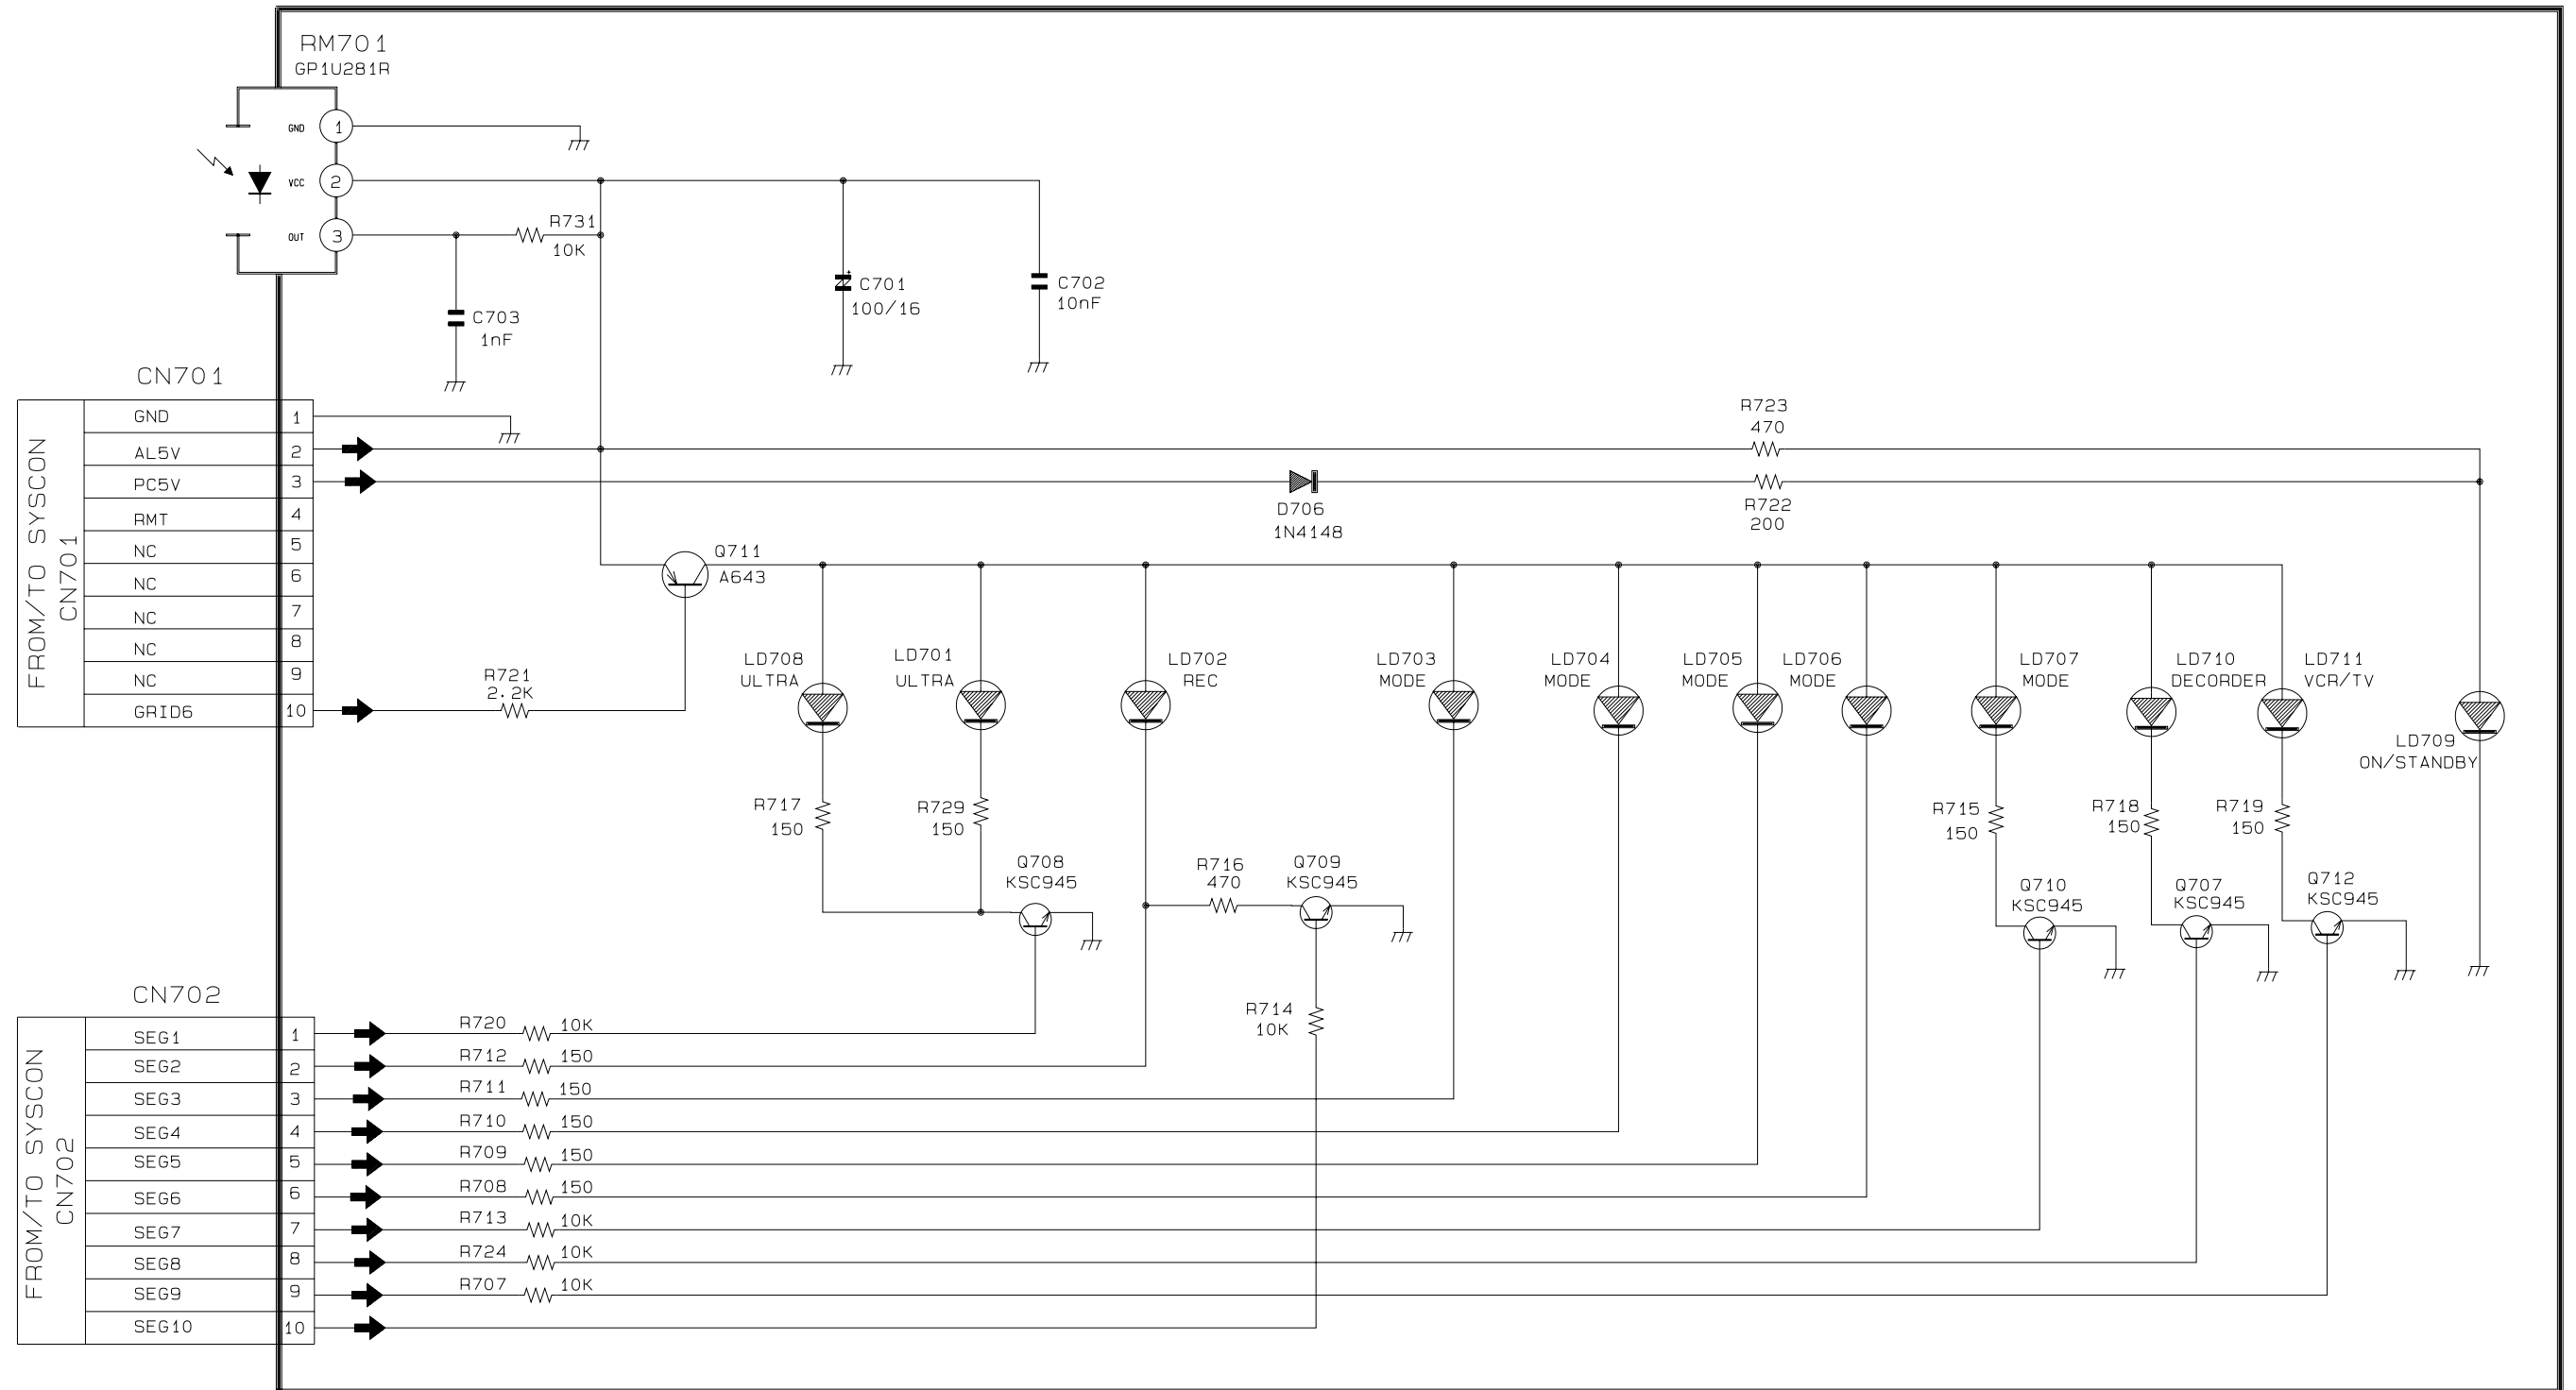 RM701
GP1U281R
GND 1
VCC 2
OUT 3
R731
10K
C703
1nF
C701
+
100/16
C702
10nF
CN701
FROM/TO SYSCON
CN701
GND 1
AL5V 2
PC5V 3
RMT 4
NC 5
NC 6
NC 7
NC 8
NC 9
GRID6 10
R723
470
D706
1N4148
R722
200
Q711
A643
R721
2.2K
LD708
ULTRA
LD701
ULTRA
LD702
REC
LD703
MODE
LD704
MODE
LD705
MODE
LD706
MODE
LD707
MODE
LD710
DECORDER
LD711
VCR/TV
LD709
ON/STANDBY
R717
150
R729
150
R715
150
R718
150
R719
150
Q708
KSC945
R716
470
Q709
KSC945
Q710
KSC945
Q707
KSC945
Q712
KSC945
R714
10K
CN702
FROM/TO SYSCON
CN702
SEG1 1 R720 10K
SEG2 2 R712 150
SEG3 3 R711 150
SEG4 4 R710 150
SEG5 5 R709 150
SEG6 6 R708 150
SEG7 7 R713 10K
SEG8 8 R724 10K
SEG9 9 R707 10K
SEG10 10